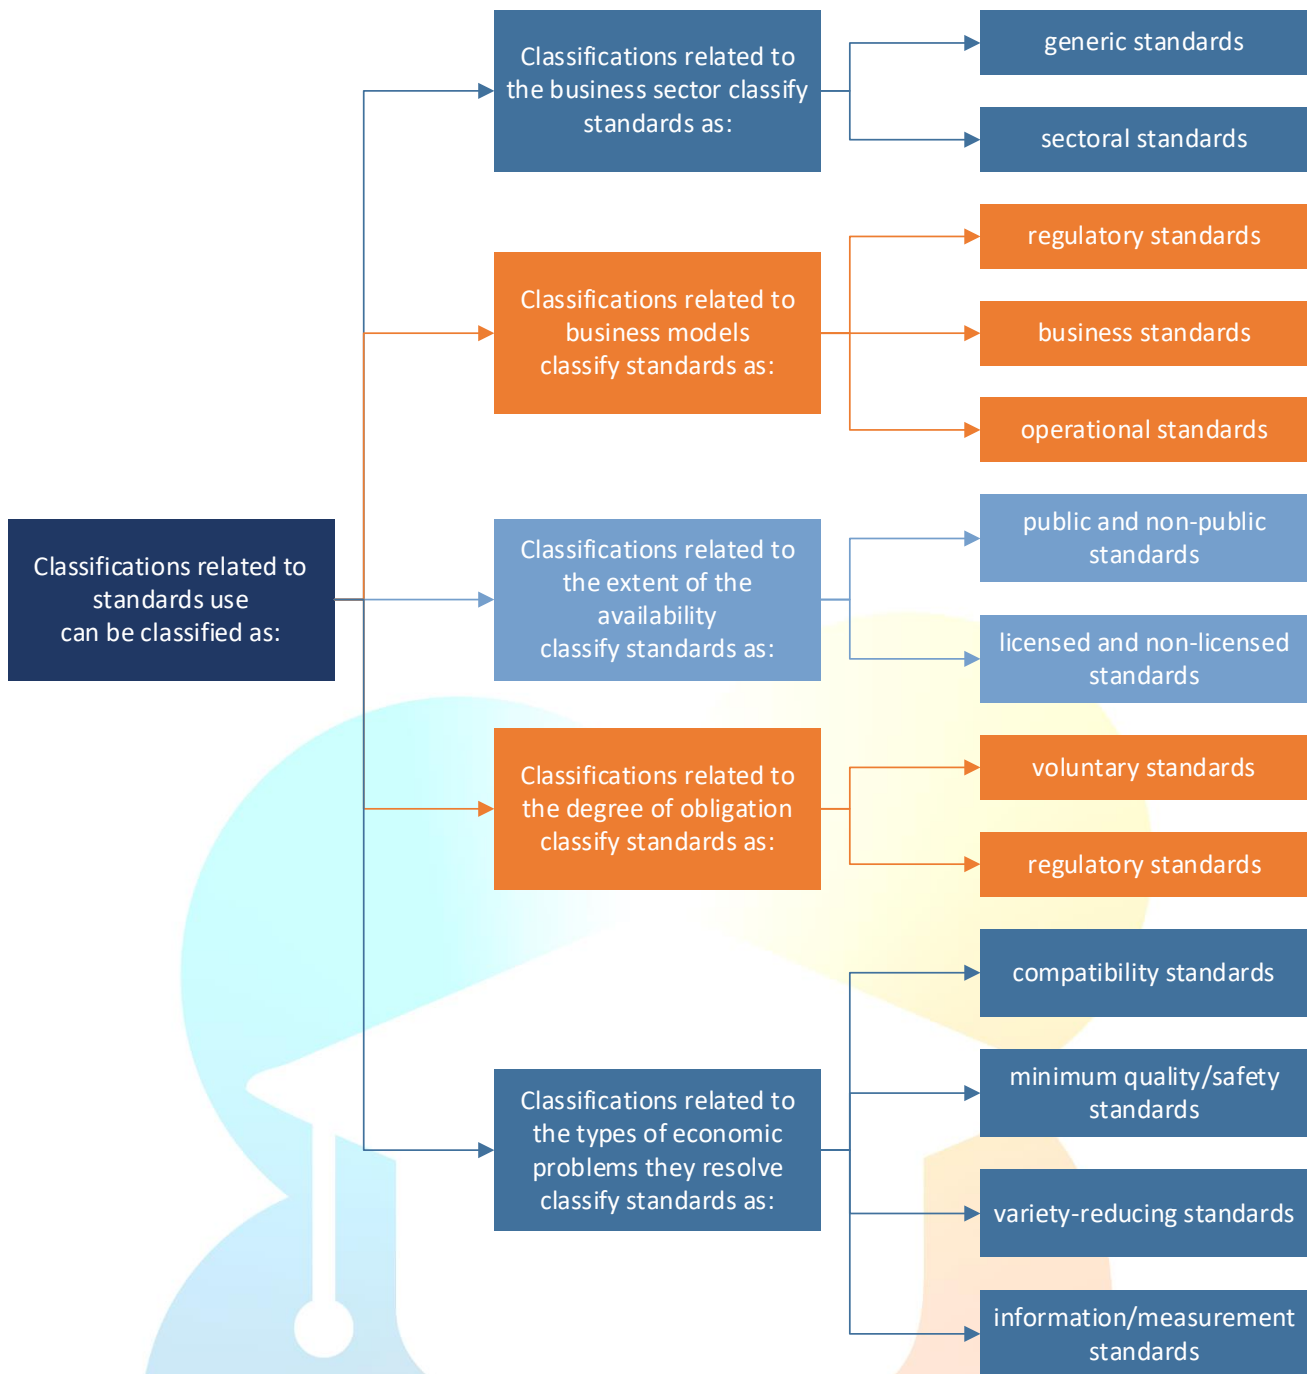 Classifications related to
standards use
can be classified as:
Classifications related to
the business sector classify
standards as:
generic standards
sectoral standards
Classifications related to
business models
classify standards as:
regulatory standards
business standards
operational standards
Classifications related to
the extent of the
availability
classify standards as:
public and non-public
standards
licensed and non-licensed
standards
Classifications related to
the degree of obligation
classify standards as:
voluntary standards
regulatory standards
Classifications related to
the types of economic
problems they resolve
classify standards as:
compatibility standards
minimum quality/safety
standards
variety-reducing standards
information/measurement
standards